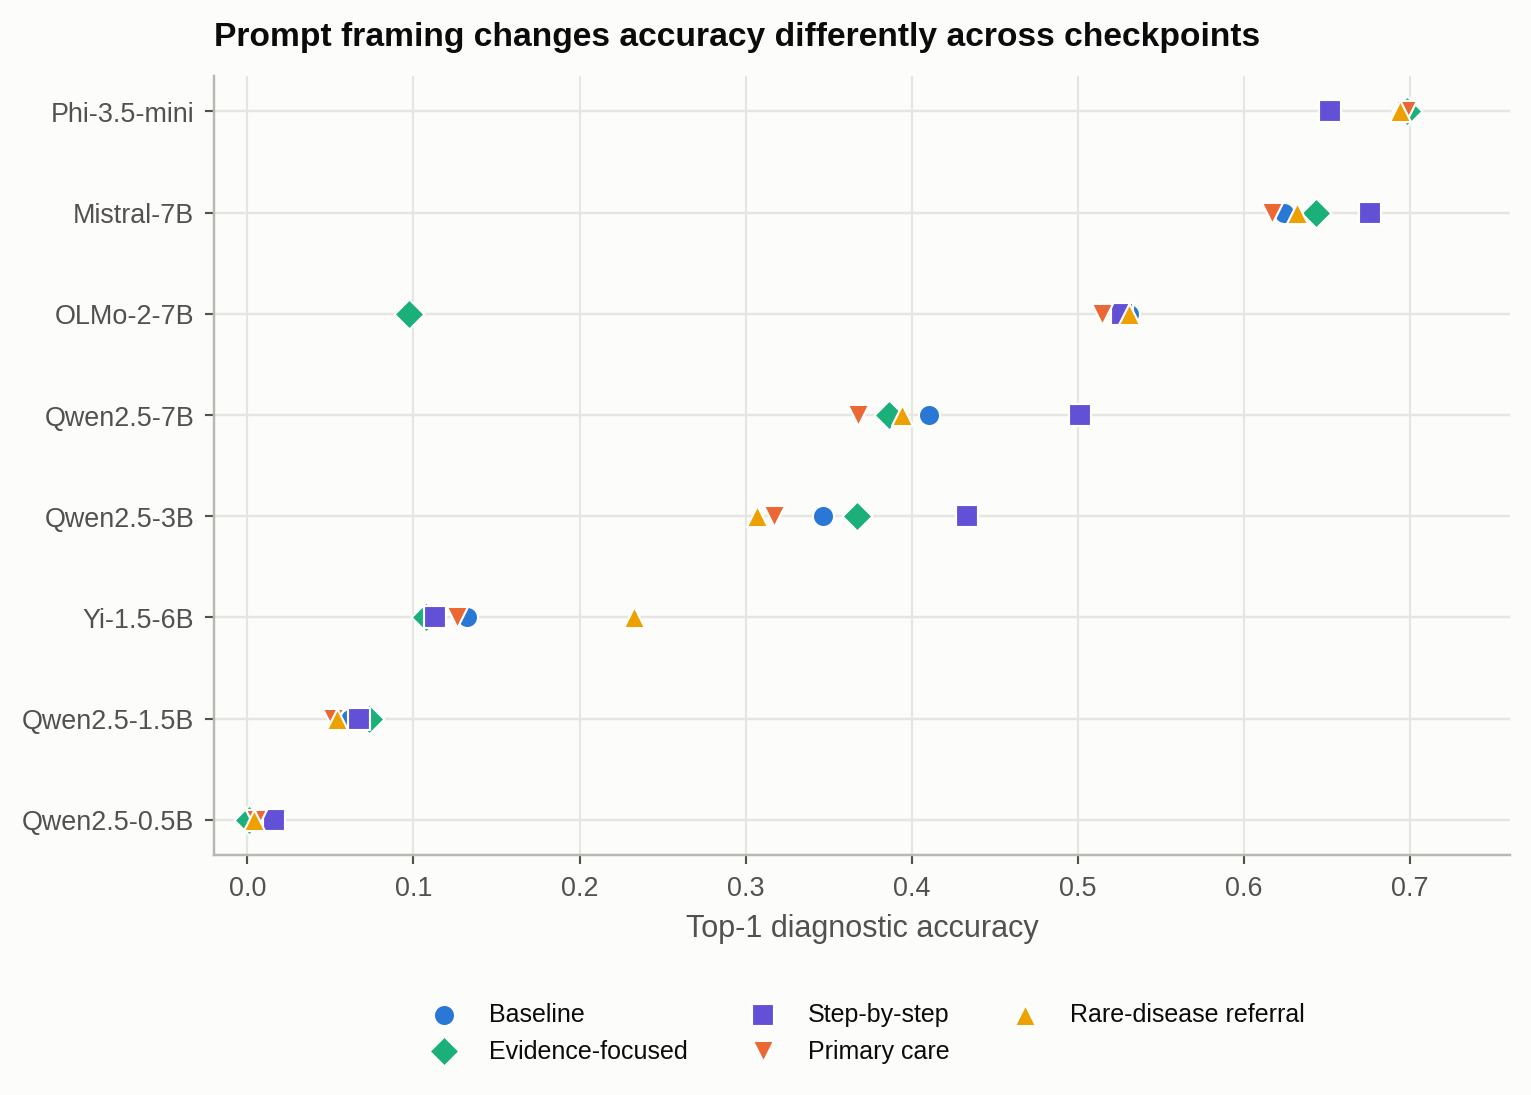 Prompt framing changes accuracy differently across checkpoints
Phi-3.5-mini
Mistral-7B
OLMo-2-7B
Qwen2.5-7B
Qwen2.5-3B
Yi-1.5-6B
Qwen2.5-1.5B
Qwen2.5-0.5B
0.0 0.1 0.2 0.3 0.4 0.5 0.6 0.7
Top-1 diagnostic accuracy
Baseline Step-by-step Rare-disease referral
Evidence-focused Primary care